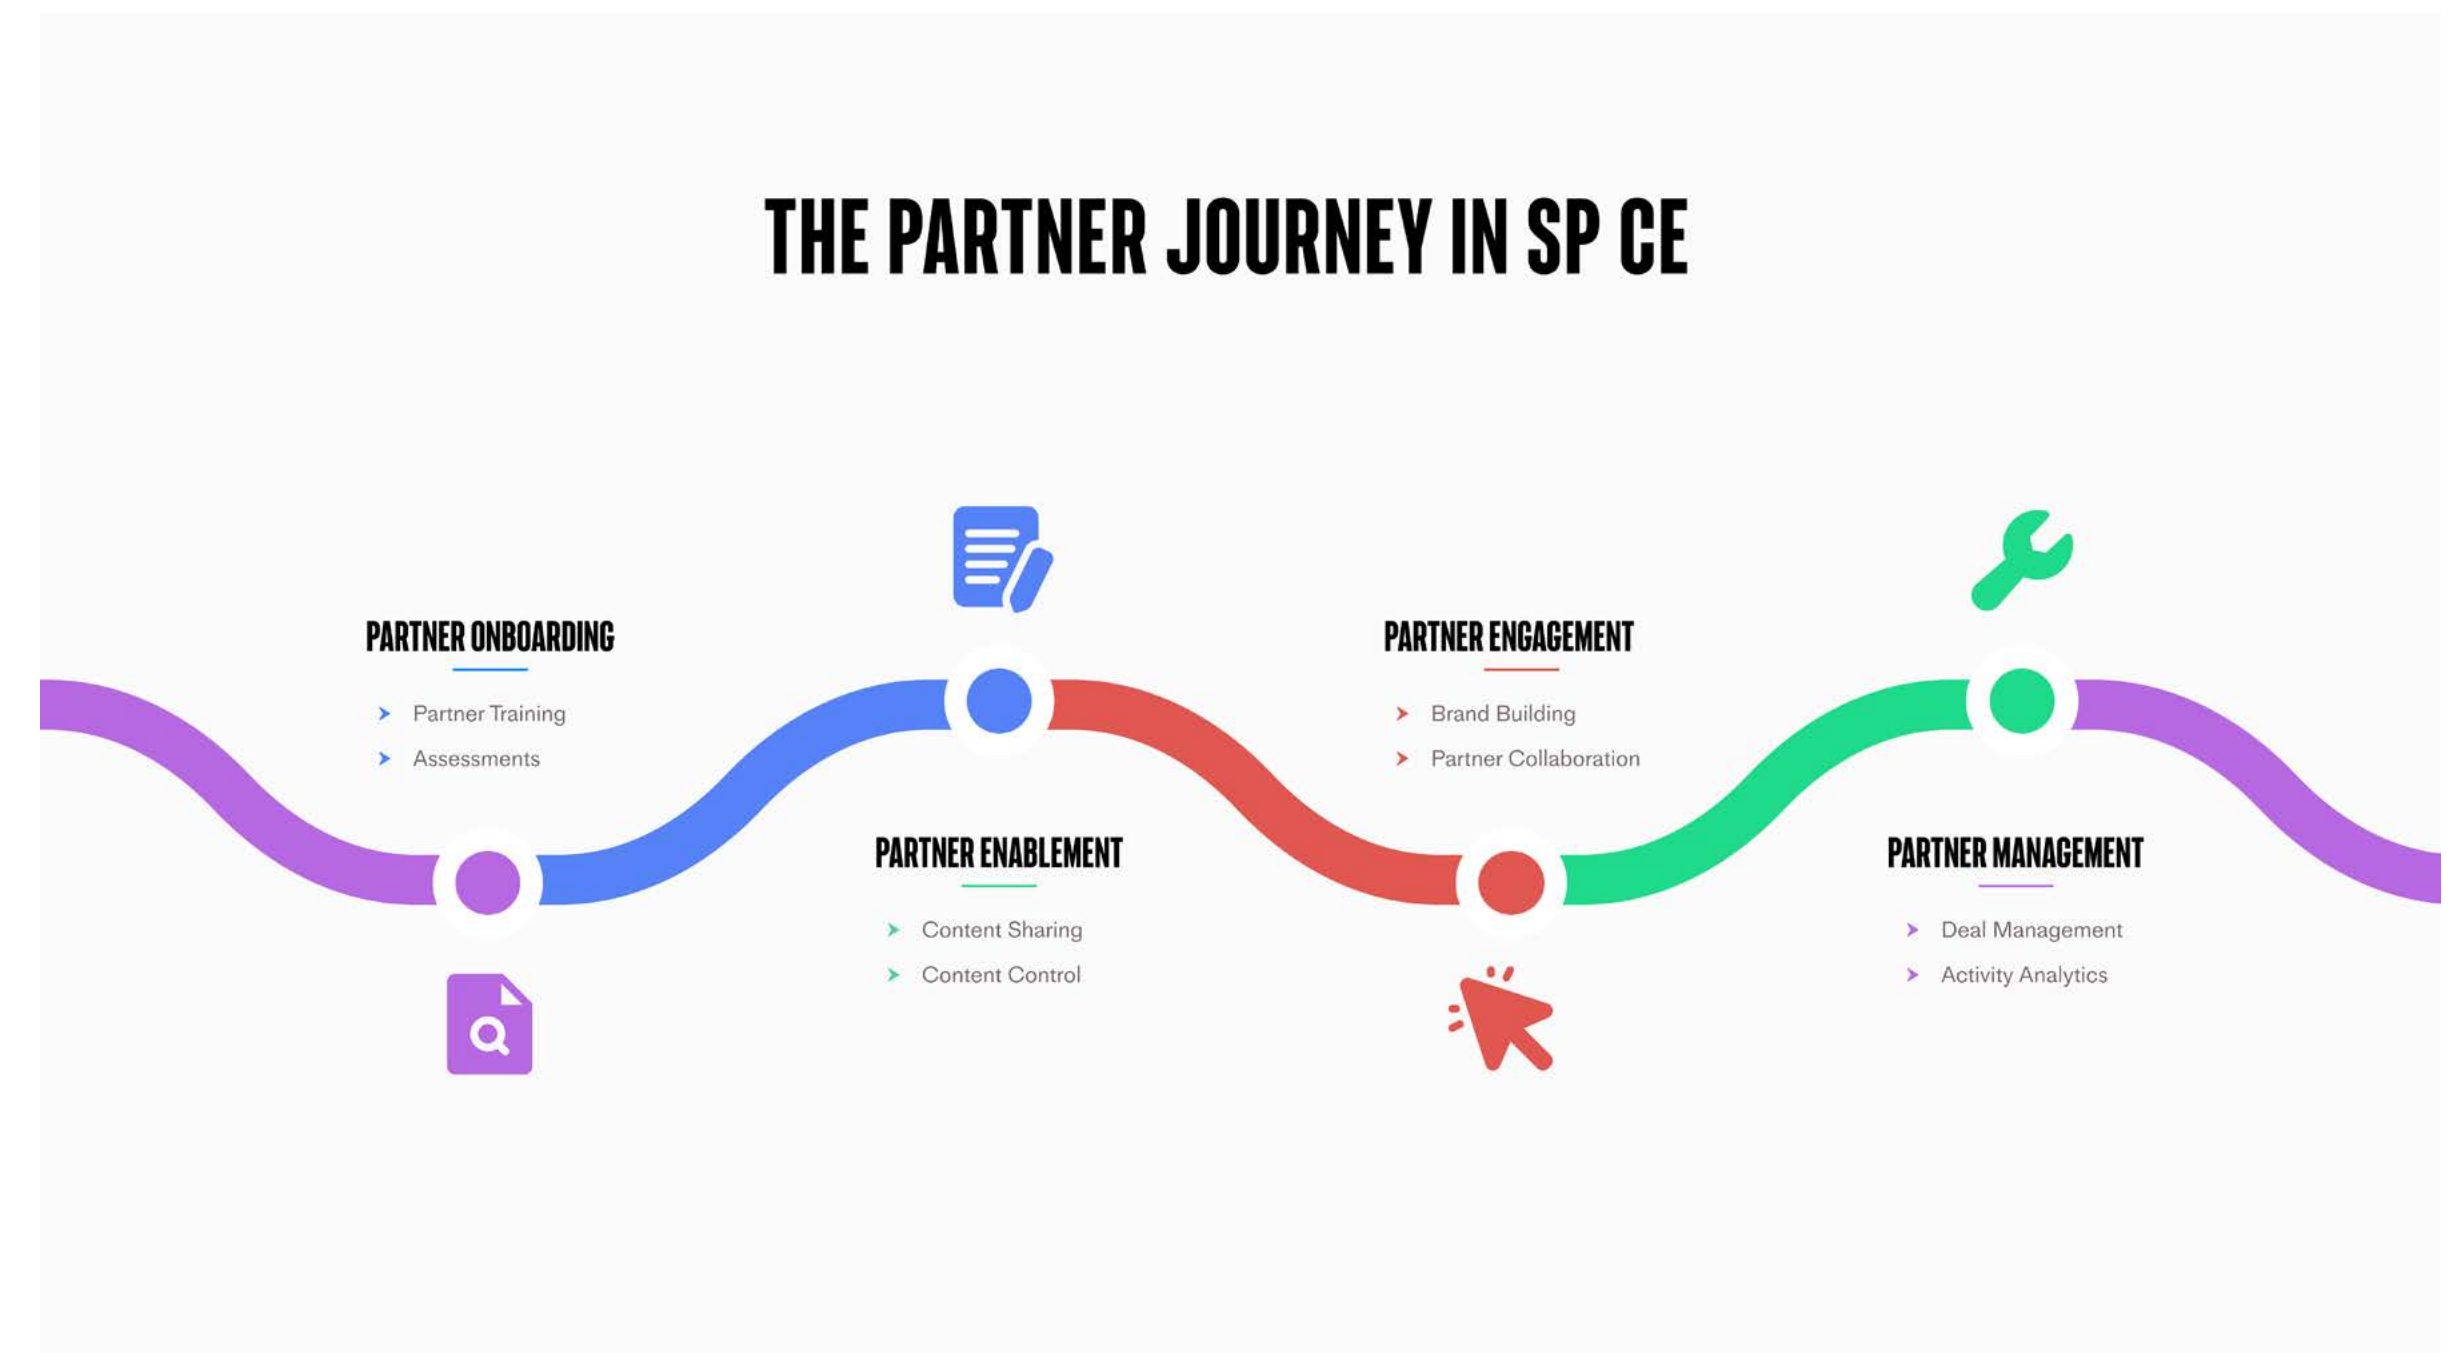 THE PARTNER JOURNEY IN SP CE
PARTNER ONBOARDING
Partner Training
Assessments
PARTNER ENABLEMENT
Content Sharing
Content Control
PARTNER ENGAGEMENT
Brand Building
Partner Collaboration
PARTNER MANAGEMENT
Deal Management
Activity Analytics